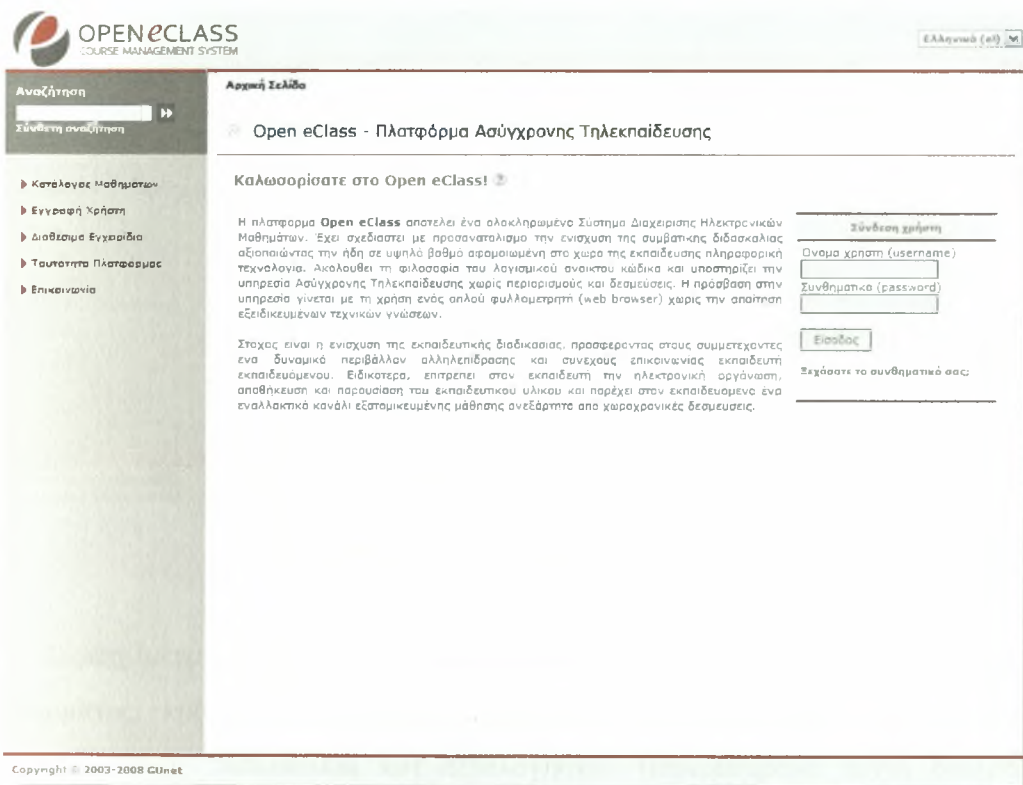 OPEN eCLASS
COURSE MANAGEMENT SYSTEM
Ελληνικά (el)
Αναζήτηση
Σύνθετη αναζήτηση
Αρχική Σελίδα
Open eClass - Πλατφόρμα Ασύγχρονης Τηλεκπαίδευσης
Κατάλογος Μαθημάτων
Εγγραφή Χρήστη
Διαθέσιμα Εγχειρίδια
Ταυτότητα Πλατφόρμας
Επικοινωνία
Καλωσορίσατε στο Open eClass!
Η πλατφόρμα Open eClass αποτελεί ένα ολοκληρωμένο Σύστημα Διαχείρισης Ηλεκτρονικών
Μαθημάτων. Έχει σχεδιαστεί με προσανατολισμό την ενίσχυση της συμβατικής διδασκαλίας
αξιοποιώντας την ήδη σε υψηλό βαθμό αφομοιωμένη στο χώρο της εκπαίδευσης πληροφορική
τεχνολογία. Ακολουθεί τη φιλοσοφία του λογισμικού ανοικτού κώδικα και υποστηρίζει την
υπηρεσία Ασύγχρονης Τηλεκπαίδευσης χωρίς περιορισμούς και δεσμεύσεις. Η πρόσβαση στην
υπηρεσία γίνεται με τη χρήση ενός απλού φυλλομετρητή (web browser) χωρίς την απαίτηση
εξειδικευμένων τεχνικών γνώσεων.
Στόχος είναι η ενίσχυση της εκπαιδευτικής διαδικασίας, προσφέροντας στους συμμετέχοντες
ένα δυναμικό περιβάλλον αλληλεπίδρασης και συνεχούς επικοινωνίας εκπαιδευτή
εκπαιδευόμενου. Ειδικότερα, επιτρέπει στον εκπαιδευτή την ηλεκτρονική οργάνωση,
αποθήκευση και παρουσίαση του εκπαιδευτικού υλικού και παρέχει στον εκπαιδευόμενο ένα
εναλλακτικό κανάλι εξατομικευμένης μάθησης ανεξάρτητο από χωροχρονικές δεσμεύσεις.
Σύνδεση χρήστη
Όνομα χρήστη (username)
Συνθηματικό (password)
Είσοδος
Ξεχάσατε το συνθηματικό σας;
Copyright © 2003-2008 GUnet